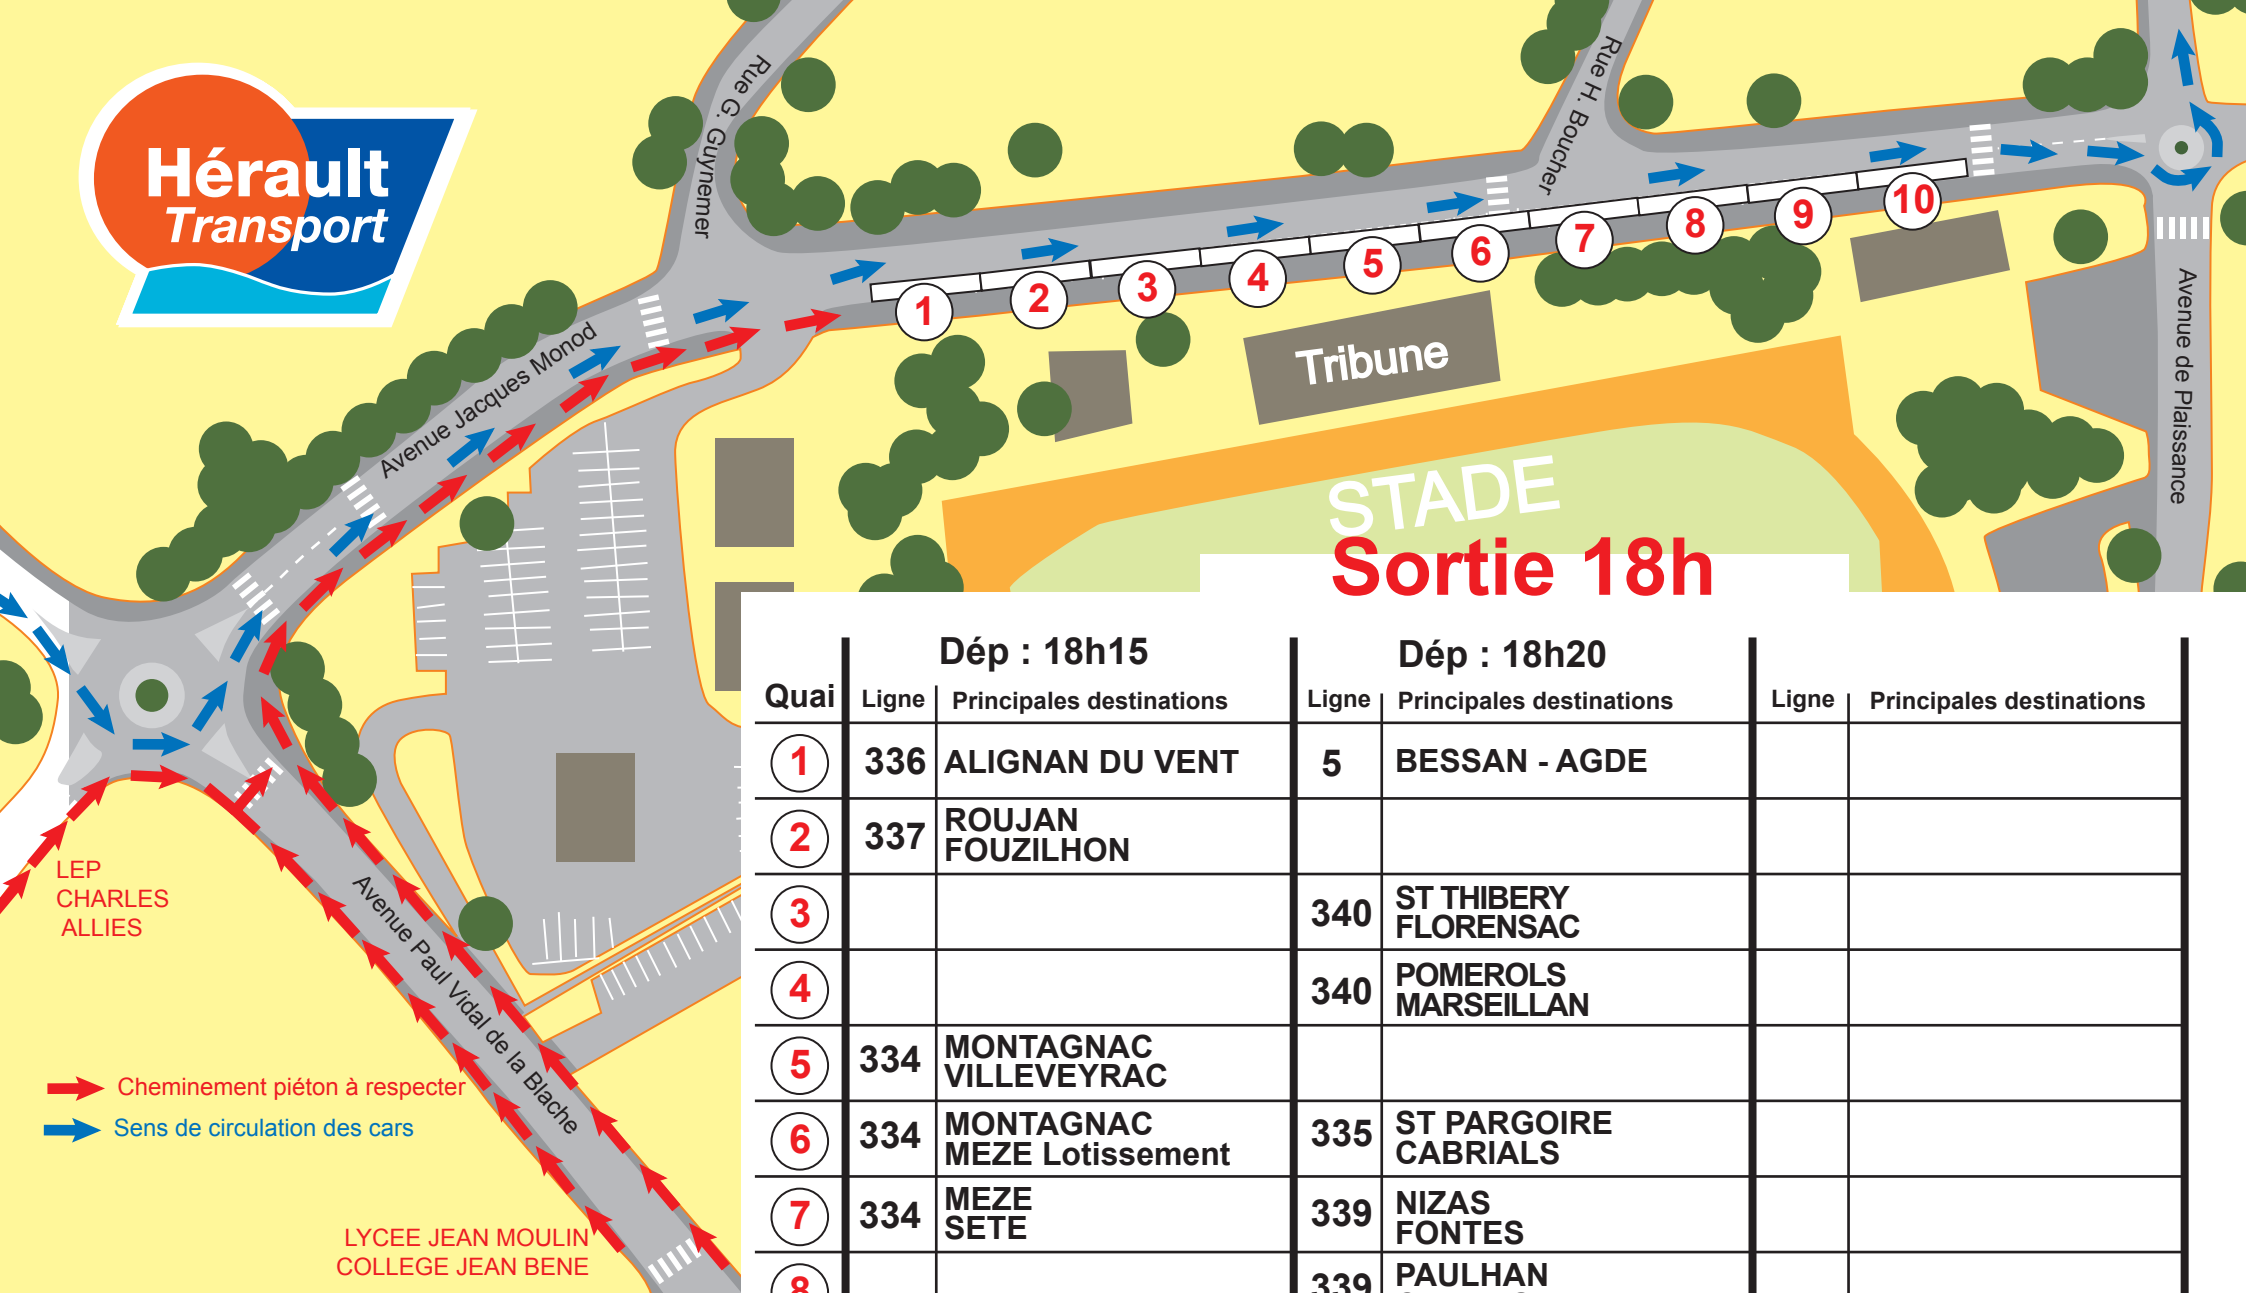 Hérault
Transport
Rue G. Guynemer
Rue H. Boucher
Avenue Jacques Monod
Avenue de Plaissance
1
2
3
4
5
6
7
8
9
10
Tribune
STADE
Sortie 18h
LEP
CHARLES
ALLIES
Avenue Paul Vidal de la Blache
Cheminement piéton à respecter
Sens de circulation des cars
LYCEE JEAN MOULIN
COLLEGE JEAN BENE
Dép : 18h15 Dép : 18h20
Quai Ligne Principales destinations Ligne Principales destinations Ligne Principales destinations
1 336 ALIGNAN DU VENT 5 BESSAN - AGDE
2 337 ROUJAN
FOUZILHON
3 340 ST THIBERY
FLORENSAC
4 340 POMEROLS
MARSEILLAN
5 334 MONTAGNAC
VILLEVEYRAC
6 334 MONTAGNAC
MEZE Lotissement
335 ST PARGOIRE
CABRIALS
7 334 MEZE
SETE
339 NIZAS
FONTES
8 339 PAULHAN